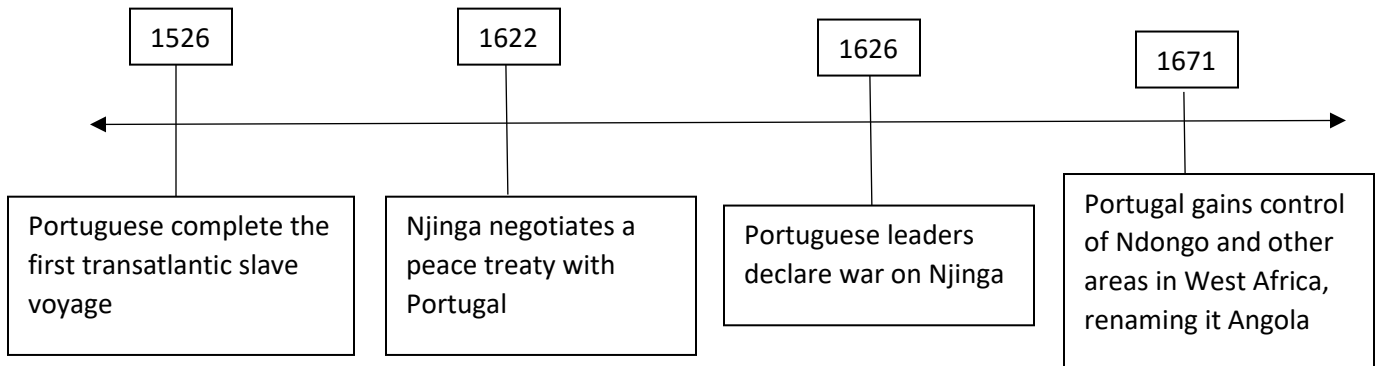 1526
1622
1626
1671
Portuguese complete the
first transatlantic slave
voyage
Njinga negotiates a
peace treaty with
Portugal
Portuguese leaders
declare war on Njinga
Portugal gains control
of Ndongo and other
areas in West Africa,
renaming it Angola